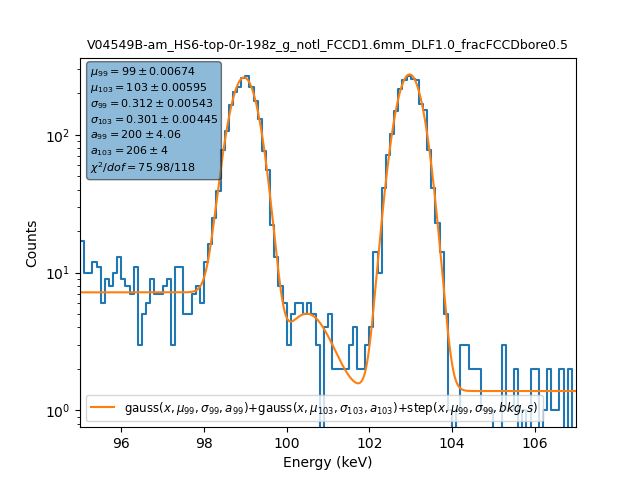 V04549B-am_HS6-top-0r-198z_g_notl_FCCD1.6mm_DLF1.0_fracFCCDbore0.5
μ₉₉ = 99 ± 0.00674
μ₁₀₃ = 103 ± 0.00595
σ₉₉ = 0.312 ± 0.00543
σ₁₀₃ = 0.301 ± 0.00445
a₉₉ = 200 ± 4.06
a₁₀₃ = 206 ± 4
χ²/dof = 75.98/118
Counts
10²
10¹
10⁰
gauss(x, μ₉₉, σ₉₉, a₉₉)+gauss(x, μ₁₀₃, σ₁₀₃, a₁₀₃)+step(x, μ₉₉, σ₉₉, bkg, s)
96 98 100 102 104 106
Energy (keV)